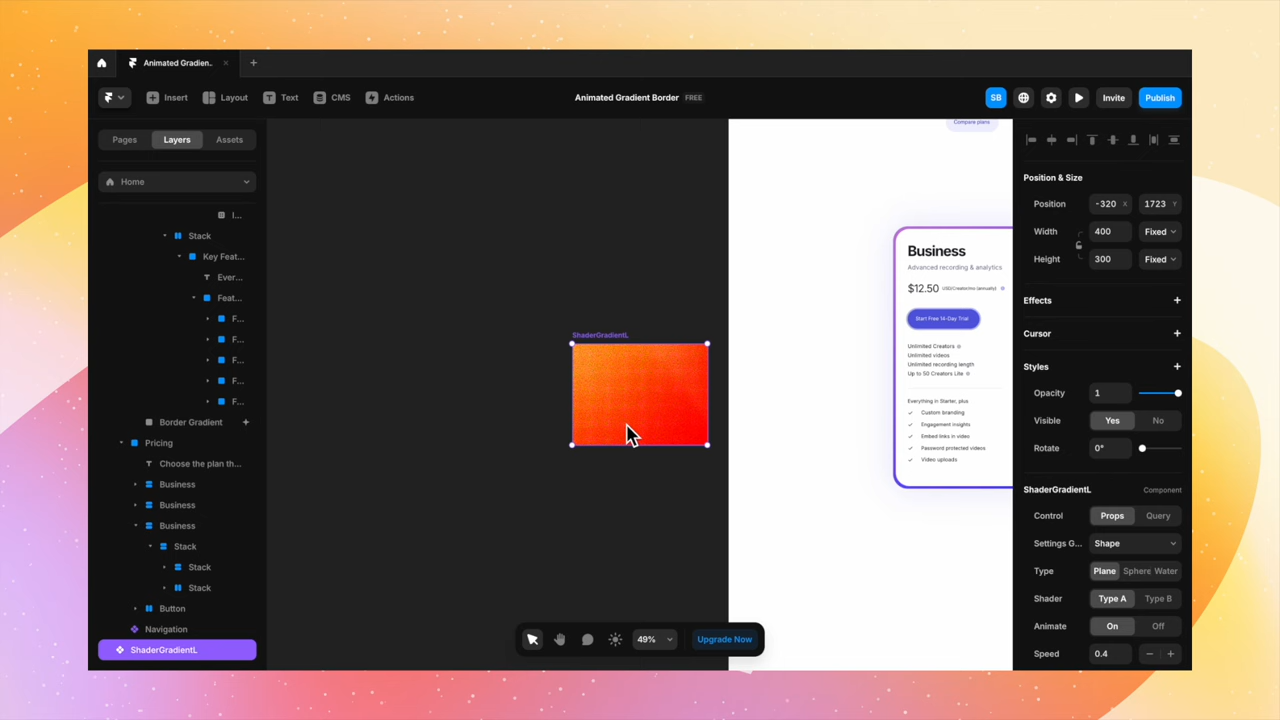 Animated Gradien..
Insert
Layout
Text
CMS
Actions
Animated Gradient Border FREE
SB
Invite
Publish
Pages
Layers
Assets
Home
I...
Stack
Key Feat...
Ever...
Feat...
F...
F...
F...
F...
F...
Border Gradient
Pricing
Choose the plan th...
Business
Business
Business
Stack
Stack
Stack
Button
Navigation
ShaderGradientL
ShaderGradientL
49%
Upgrade Now
Compare plans
Business
Advanced recording & analytics
$12.50 USD/Creator/mo (annually)
Start Free 14-Day Trial
Unlimited Creators
Unlimited videos
Unlimited recording length
Up to 50 Creators Lite
Everything in Starter, plus
Custom branding
Engagement insights
Embed links in video
Password protected videos
Video uploads
Position & Size
Position -320 X 1723 Y
Width 400 Fixed
Height 300 Fixed
Effects
Cursor
Styles
Opacity 1
Visible Yes No
Rotate 0°
ShaderGradientL Component
Control Props Query
Settings G... Shape
Type Plane Sphere Water
Shader Type A Type B
Animate On Off
Speed 0.4